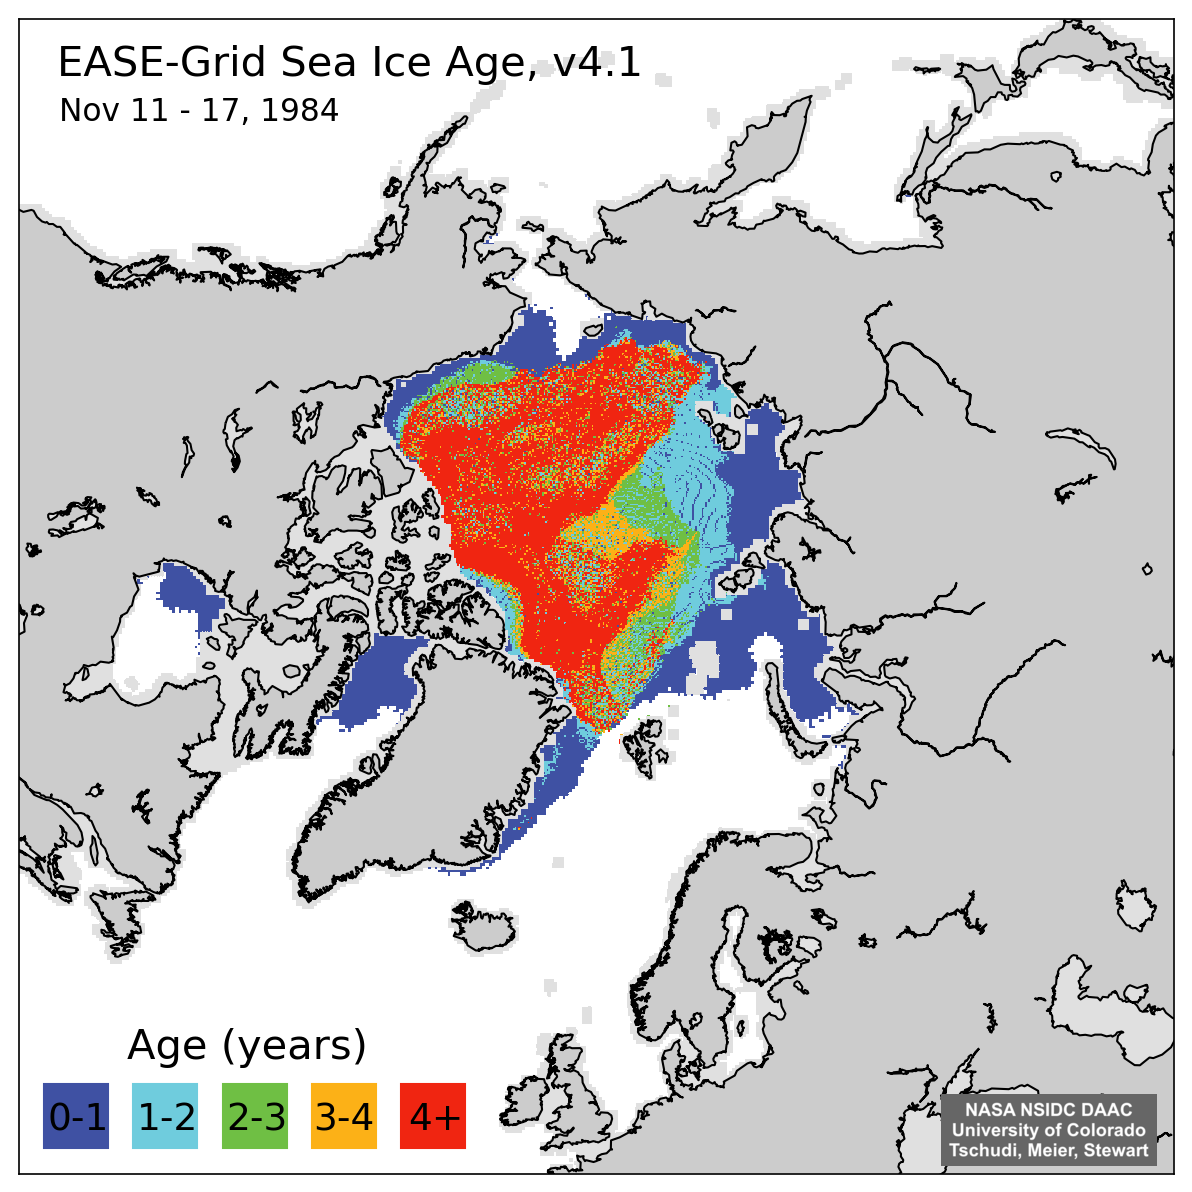 EASE-Grid Sea Ice Age, v4.1
Nov 11 - 17, 1984
Age (years)
0-1 1-2 2-3 3-4 4+
NASA NSIDC DAAC
University of Colorado
Tschudi, Meier, Stewart